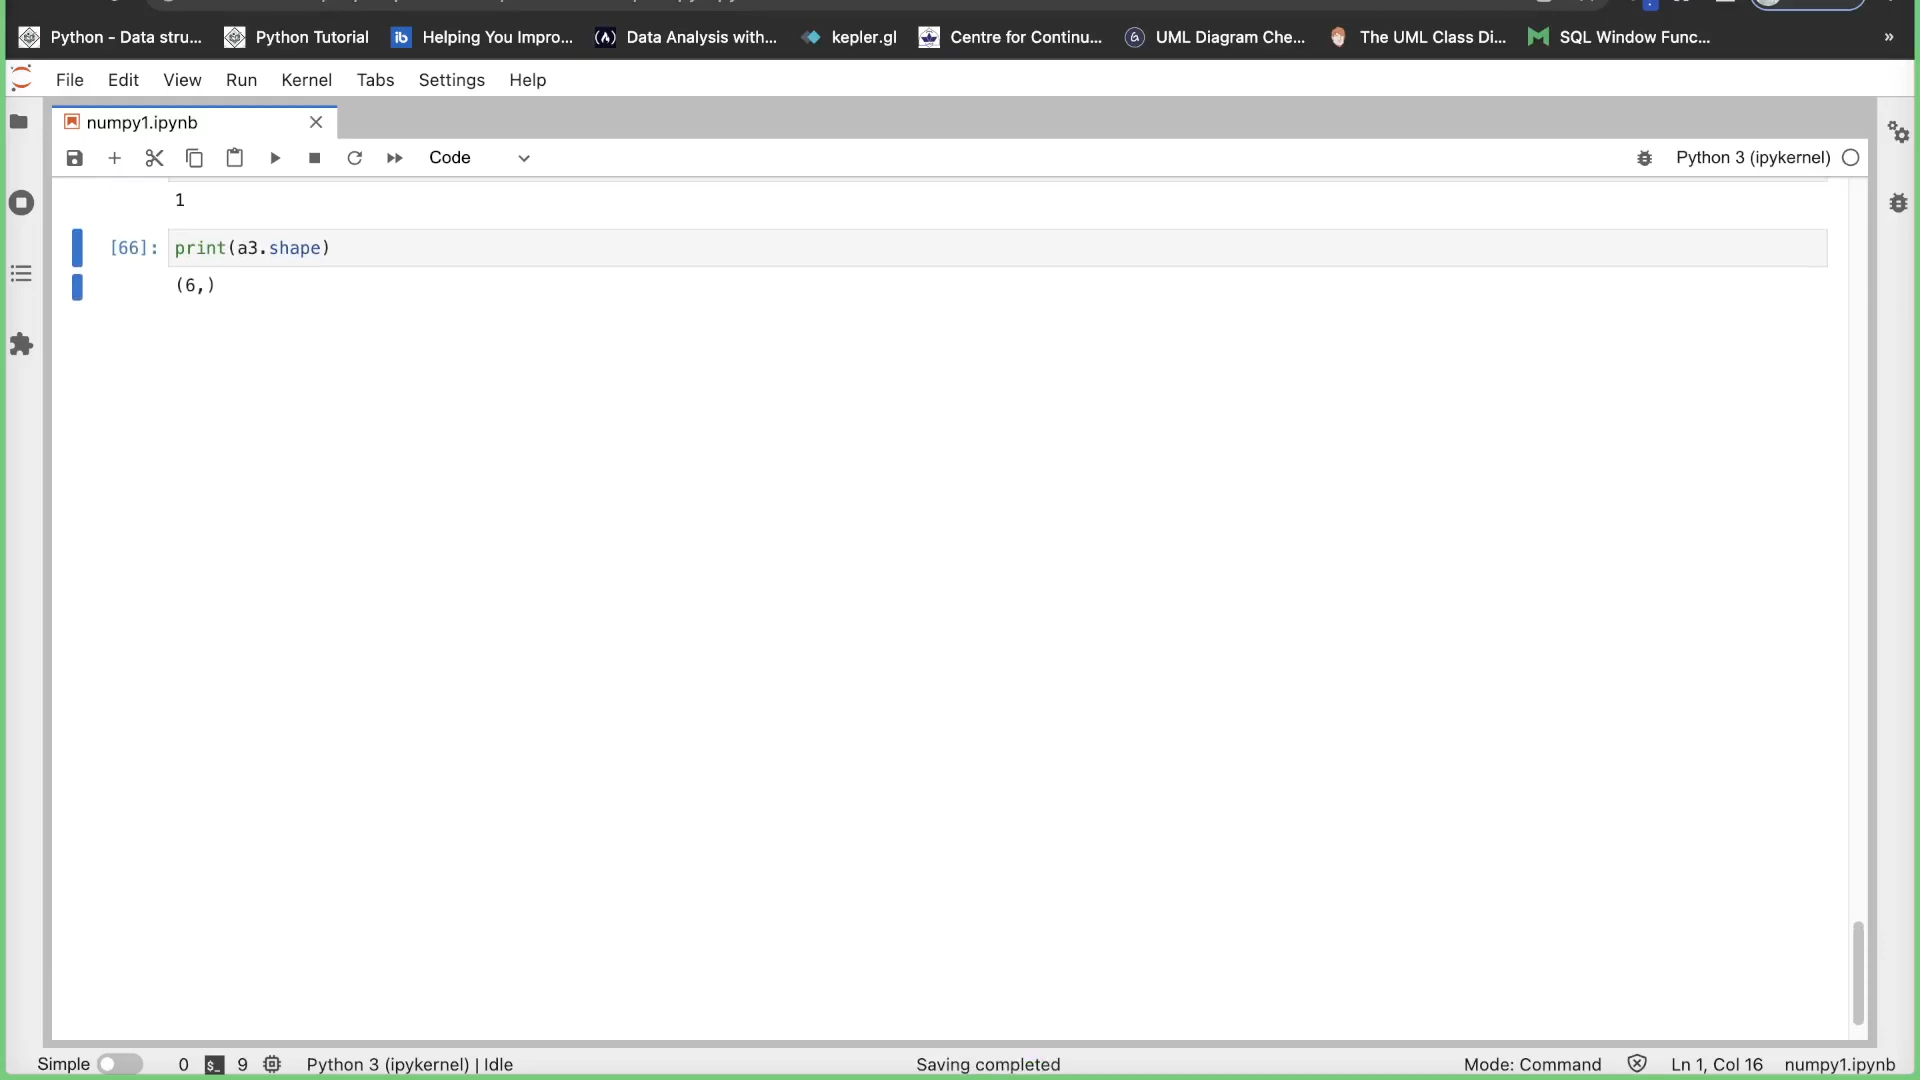 Python - Data stru... Python Tutorial ib Helping You Impro... Data Analysis with... kepler.gl Centre for Continu... UML Diagram Che... The UML Class Di... SQL Window Func... »
File Edit View Run Kernel Tabs Settings Help
numpy1.ipynb
Code Python 3 (ipykernel)
1
[66]: print(a3.shape)
(6,)
Simple 0 $_ 9 Python 3 (ipykernel) | Idle Saving completed Mode: Command Ln 1, Col 16 numpy1.ipynb